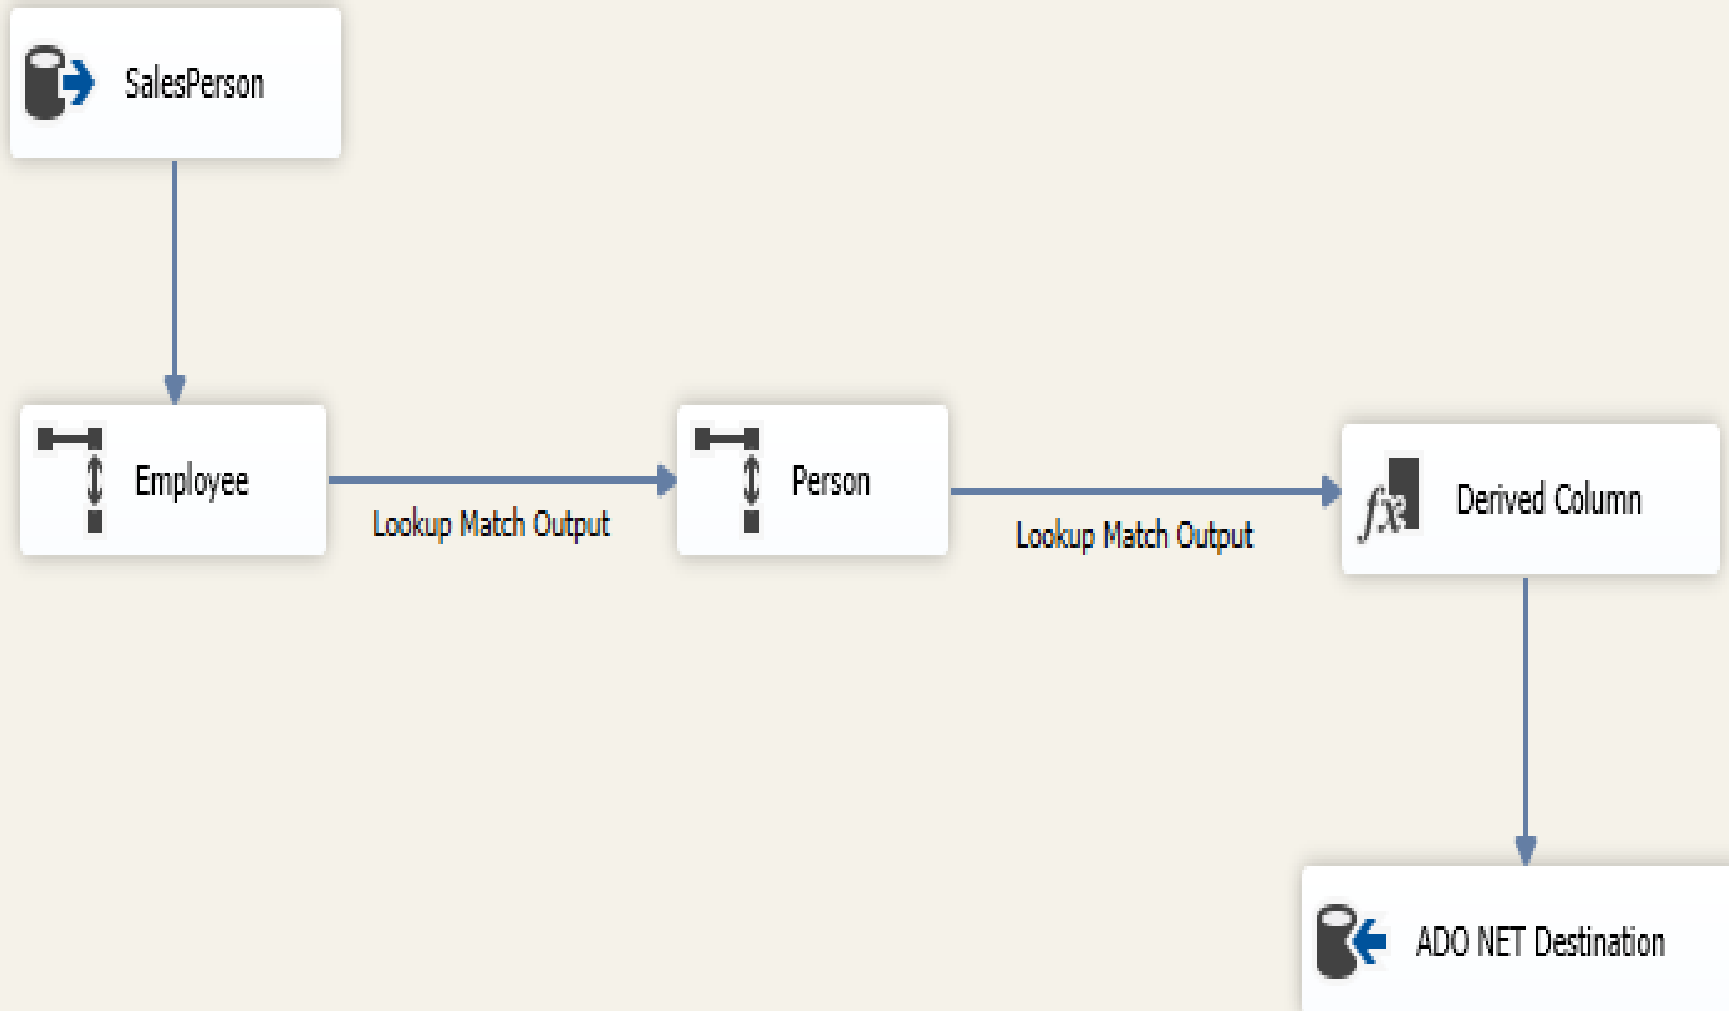 SalesPerson
Employee
Lookup Match Output
Person
Lookup Match Output
Derived Column
ADO NET Destination